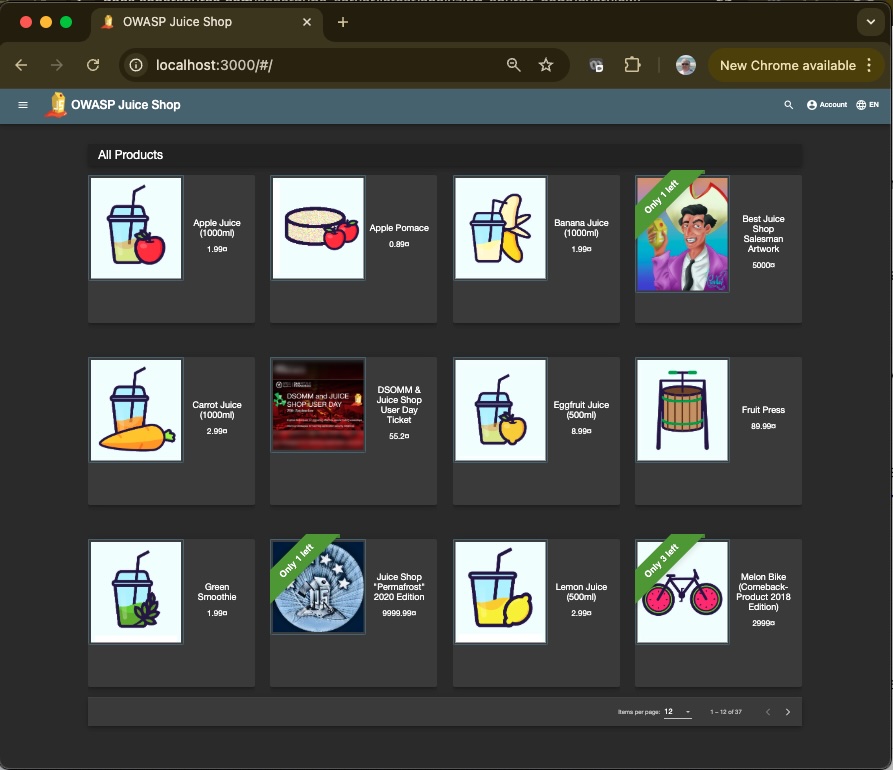 OWASP Juice Shop
localhost:3000/#/
New Chrome available
OWASP Juice Shop
Account
EN
All Products
Apple Juice
(1000ml)
1.99¤
Apple Pomace
0.89¤
Banana Juice
(1000ml)
1.99¤
Only 1 left
Best Juice
Shop
Salesman
Artwork
5000¤
Carrot Juice
(1000ml)
2.99¤
DSOMM and JUICE
SHOP USER DAY
DSOMM &
Juice Shop
User Day
Ticket
55.2¤
Eggfruit Juice
(500ml)
8.99¤
Fruit Press
89.99¤
Green
Smoothie
1.99¤
Only 1 left
Juice Shop
"Permafrost"
2020 Edition
9999.99¤
Lemon Juice
(500ml)
2.99¤
Only 3 left
Melon Bike
(Comeback-
Product 2018
Edition)
2999¤
Items per page: 12
1 – 12 of 37